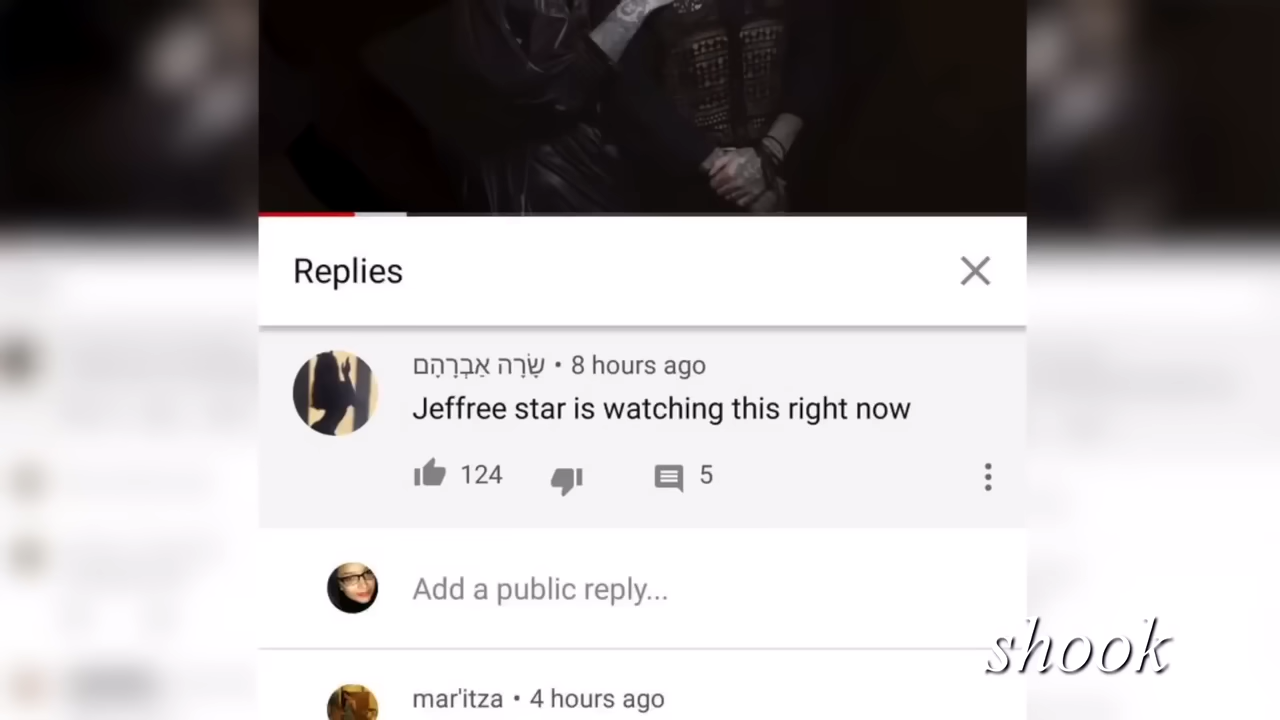 Replies
שָׂרָה אַבְרָהָם • 8 hours ago
Jeffree star is watching this right now
124 5
Add a public reply...
shook
mar'itza • 4 hours ago